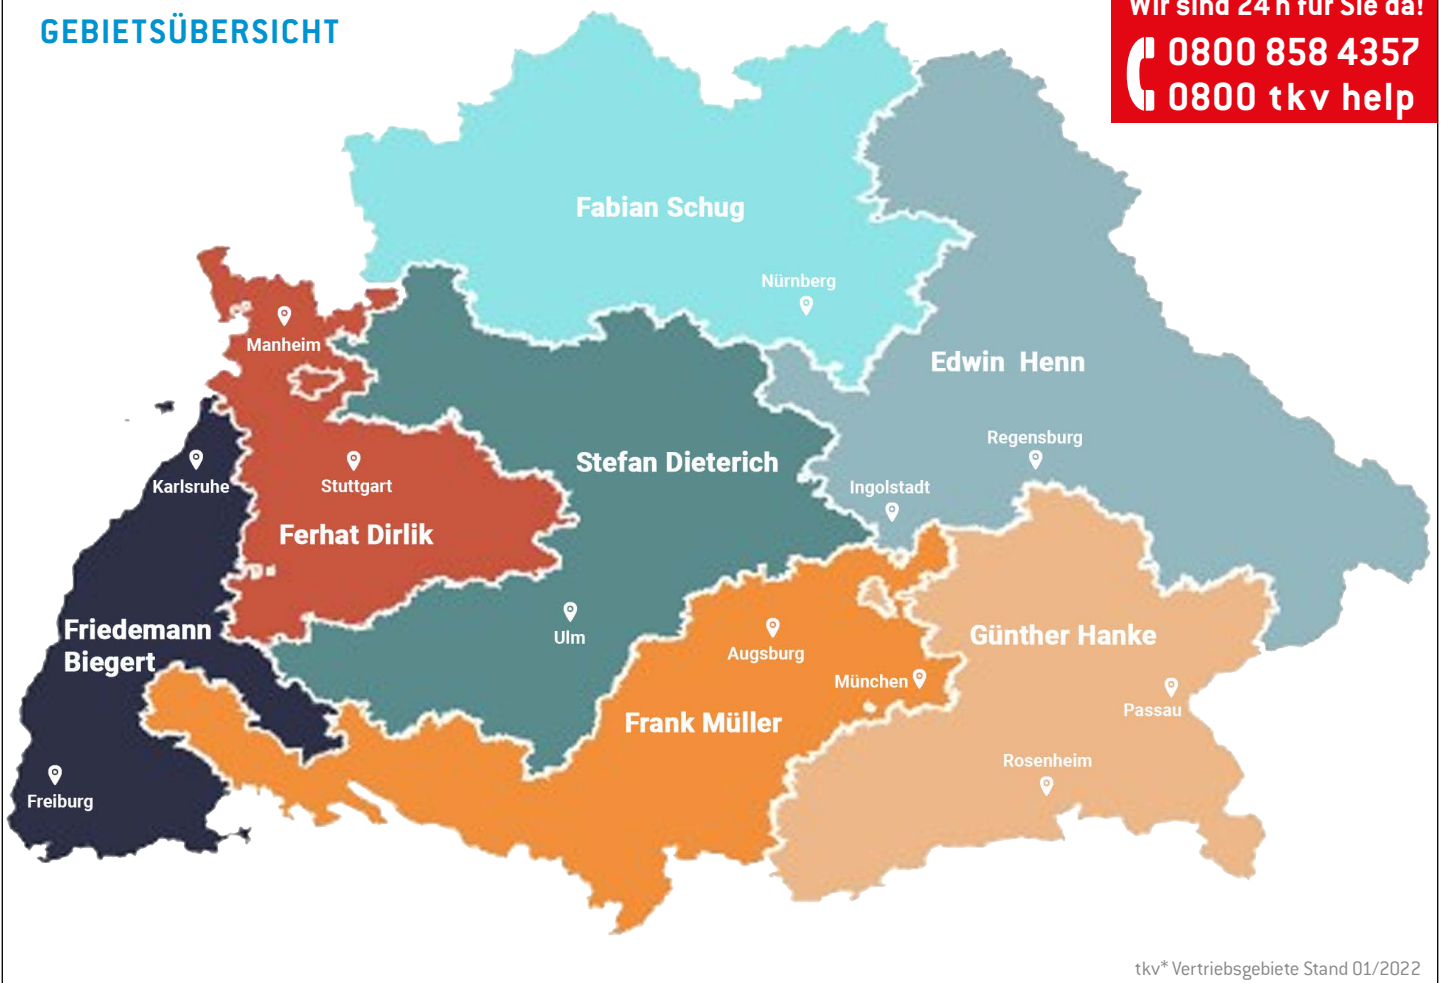 GEBIETSÜBERSICHT
Wir sind 24 h für Sie da!
0800 858 4357
0800 tkv help
Fabian Schug
Nürnberg
Manheim
Edwin Henn
Regensburg
Stefan Dieterich
Karlsruhe
Stuttgart
Ingolstadt
Ferhat Dirlik
Friedemann
Biegert
Ulm
Augsburg
Günther Hanke
München
Passau
Frank Müller
Rosenheim
Freiburg
tkv* Vertriebsgebiete Stand 01/2022